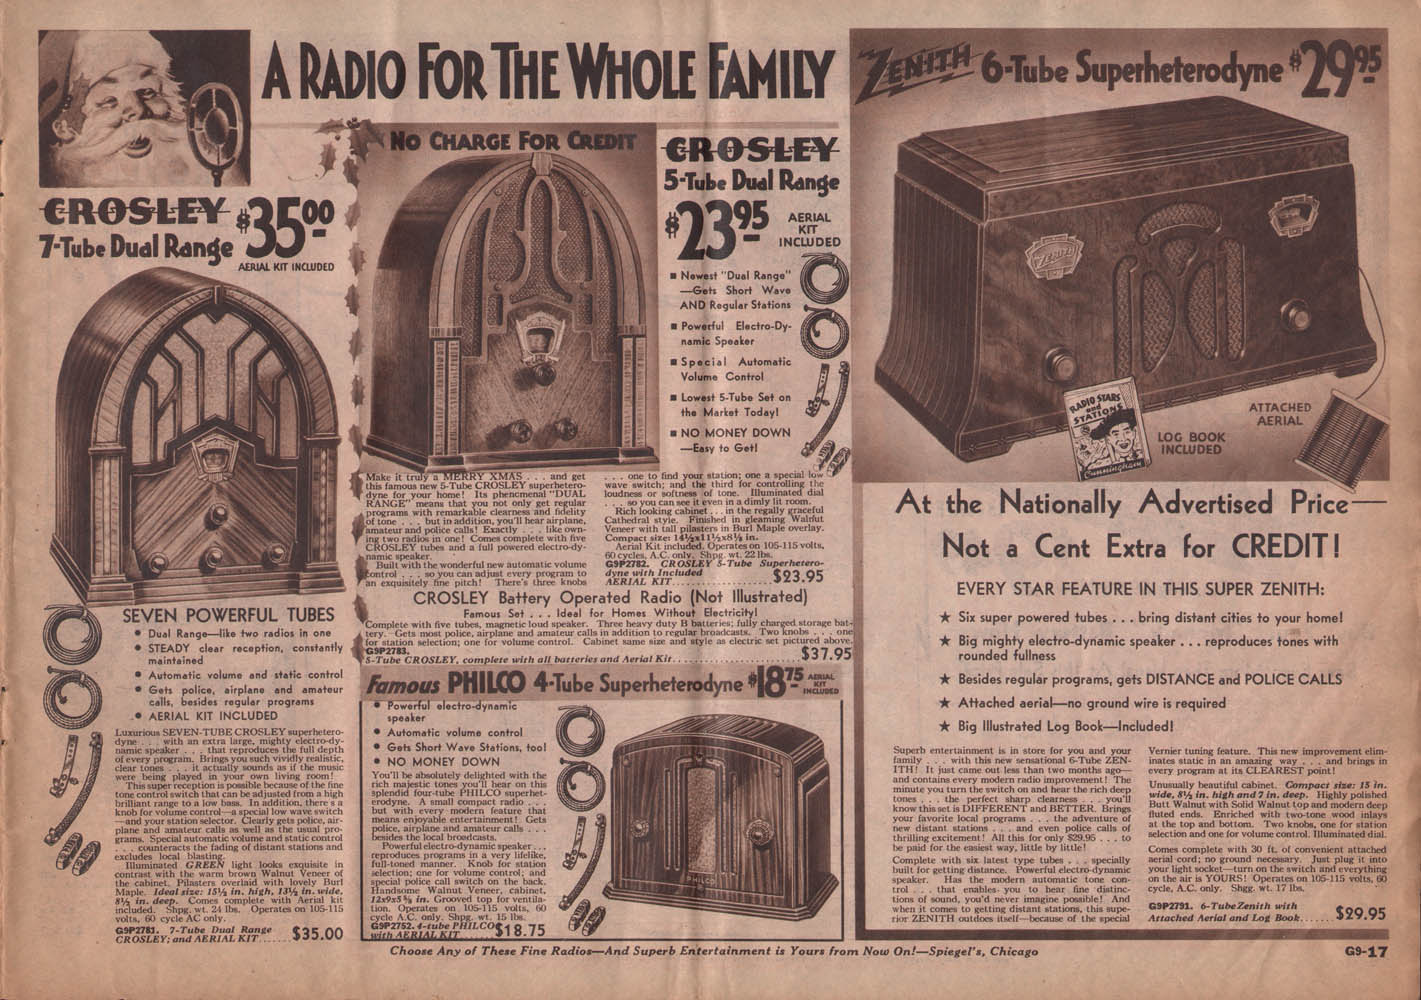 A RADIO FOR THE WHOLE FAMILY
CROSLEY
7-Tube Dual Range $35.00
AERIAL KIT INCLUDED
SEVEN POWERFUL TUBES
• Dual Range—like two radios in one
• STEADY clear reception, constantly
maintained
• Automatic volume and static control
• Gets police, airplane and amateur
calls, besides regular programs
• AERIAL KIT INCLUDED
Luxurious SEVEN-TUBE CROSLEY superhetero-
dyne . . . with an extra large, mighty electro-dy-
namic speaker . . . that reproduces the full depth
of every program. Brings you such vividly realistic,
clear tones . . . it actually sounds as if the music
were being played in your own living room!
This super reception is possible because of the fine
tone control switch that can be adjusted from a high
brilliant range to a low bass. In addition, there's a
knob for volume control—a special low wave switch
—and your station selector. Clearly gets police, air-
plane and amateur calls as well as the usual pro-
grams. Special automatic volume and static control
. . . counteracts the fading of distant stations and
excludes local blasting.
Illuminated GREEN light looks exquisite in
contrast with the warm brown Walnut Veneer of
the cabinet. Pilasters overlaid with lovely Burl
Maple. Ideal size: 15½ in. high, 13½ in. wide,
8½ in. deep. Comes complete with Aerial kit
included. Shpg. wt. 24 lbs. Operates on 105-115
volts, 60 cycle AC only.
G9P2781. 7-Tube Dual Range
CROSLEY; and AERIAL KIT...... $35.00
NO CHARGE FOR CREDIT
CROSLEY
5-Tube Dual Range
$23.95
AERIAL
KIT
INCLUDED
■ Newest "Dual Range"
—Gets Short Wave
AND Regular Stations
■ Powerful Electro-Dy-
namic Speaker
■ Special Automatic
Volume Control
■ Lowest 5-Tube Set on
the Market Today!
■ NO MONEY DOWN
—Easy to Get!
Make it truly a MERRY XMAS . . . and get
this famous new 5-Tube CROSLEY superhetero-
dyne for your home! Its phenomenal "DUAL
RANGE" means that you not only get regular
programs with remarkable clearness and fidelity
of tone . . . but in addition, you'll hear airplane,
amateur and police calls! Exactly . . . like own-
ing two radios in one! Comes complete with five
CROSLEY tubes and a full powered electro-dy-
namic speaker.
Built with the wonderful new automatic volume
control . . . so you can adjust every program to
an exquisitely fine pitch! There's three knobs
. . . one to find your station; one a special low
wave switch; and the third for controlling the
loudness or softness of tone. Illuminated dial
. . . so you can see it even in a dimly lit room.
Rich looking cabinet . . . in the regally graceful
Cathedral style. Finished in gleaming Walnut
Veneer with tall pilasters in Burl Maple overlay.
Compact size: 14½x11½x8⅛ in.
Aerial Kit included. Operates on 105-115 volts,
60 cycles, A.C. only. Shpg. wt. 22 lbs.
G9P2782. CROSLEY 5-Tube Superhetero-
dyne with Included
AERIAL KIT................ $23.95
CROSLEY Battery Operated Radio (Not Illustrated)
Famous Set . . . Ideal for Homes Without Electricity!
Complete with five tubes, magnetic loud speaker. Three heavy duty B batteries; fully charged storage bat-
tery. Gets most police, airplane and amateur calls in addition to regular broadcasts. Two knobs . . . one
for station selection; one for volume control. Cabinet same size and style as electric set pictured above.
G9P2783.
5-Tube CROSLEY, complete with all batteries and Aerial Kit...................... $37.95
Famous PHILCO 4-Tube Superheterodyne $18.75 AERIAL KIT INCLUDED
• Powerful electro-dynamic
speaker
• Automatic volume control
• Gets Short Wave Stations, too!
• NO MONEY DOWN
You'll be absolutely delighted with the
rich majestic tones you'll hear on this
splendid four-tube PHILCO superhet-
erodyne. A small compact radio . . .
but with every modern feature that
means enjoyable entertainment! Gets
police, airplane and amateur calls . . .
besides the local broadcasts.
Powerful electro-dynamic speaker . . .
reproduces programs in a very lifelike,
full-toned manner. Knob for station
selection; one for volume control; and
special police call switch on the back.
Handsome Walnut Veneer, cabinet,
12x9x5⅝ in. Grooved top for ventila-
tion. Operates on 105-115 volts, 60
cycle A.C. only. Shpg. wt. 15 lbs.
G9P2752. 4-tube PHILCO
with AERIAL KIT.......... $18.75
PHILCO
ZENITH 6-Tube Superheterodyne $29.95
ZENITH
RADIO STARS
and
STATIONS
Cunningham
LOG BOOK
INCLUDED
ATTACHED
AERIAL
At the Nationally Advertised Price—
Not a Cent Extra for CREDIT!
EVERY STAR FEATURE IN THIS SUPER ZENITH:
★ Six super powered tubes . . . bring distant cities to your home!
★ Big mighty electro-dynamic speaker . . . reproduces tones with
rounded fullness
★ Besides regular programs, gets DISTANCE and POLICE CALLS
★ Attached aerial—no ground wire is required
★ Big Illustrated Log Book—Included!
Superb entertainment is in store for you and your
family . . . with this new sensational 6-Tube ZEN-
ITH! It just came out less than two months ago—
and contains every modern radio improvement! The
minute you turn the switch on and hear the rich deep
tones . . . the perfect sharp clearness . . . you'll
know this set is DIFFERENT and BETTER. Brings
your favorite local programs . . . the adventure of
new distant stations . . . and even police calls of
thrilling excitement! All this for only $29.95 . . . to
be paid for the easiest way, little by little!
Complete with six latest type tubes . . . specially
built for getting distance. Powerful electro-dynamic
speaker. Has the modern automatic tone con-
trol . . . that enables you to hear fine distinc-
tions of sound, you'd never imagine possible! And
when it comes to getting distant stations, this supe-
rior ZENITH outdoes itself—because of the special
Vernier tuning feature. This new improvement elim-
inates static in an amazing way . . . and brings in
every program at its CLEAREST point!
Unusually beautiful cabinet. Compact size: 15 in.
wide, 8½ in. high and 7 in. deep. Highly polished
Butt Walnut with Solid Walnut top and modern deep
fluted ends. Enriched with two-tone wood inlays
at the top and bottom. Two knobs, one for station
selection and one for volume control. Illuminated dial.
Comes complete with 30 ft. of convenient attached
aerial cord; no ground necessary. Just plug it into
your light socket—turn on the switch and everything
on the air is YOURS! Operates on 105-115 volts, 60
cycle, A.C. only. Shgg. wt. 17 lbs.
G9P2791. 6-Tube Zenith with
Attached Aerial and Log Book...... $29.95
Choose Any of These Fine Radios—And Superb Entertainment is Yours from Now On!—Spiegel's, Chicago
G9-17